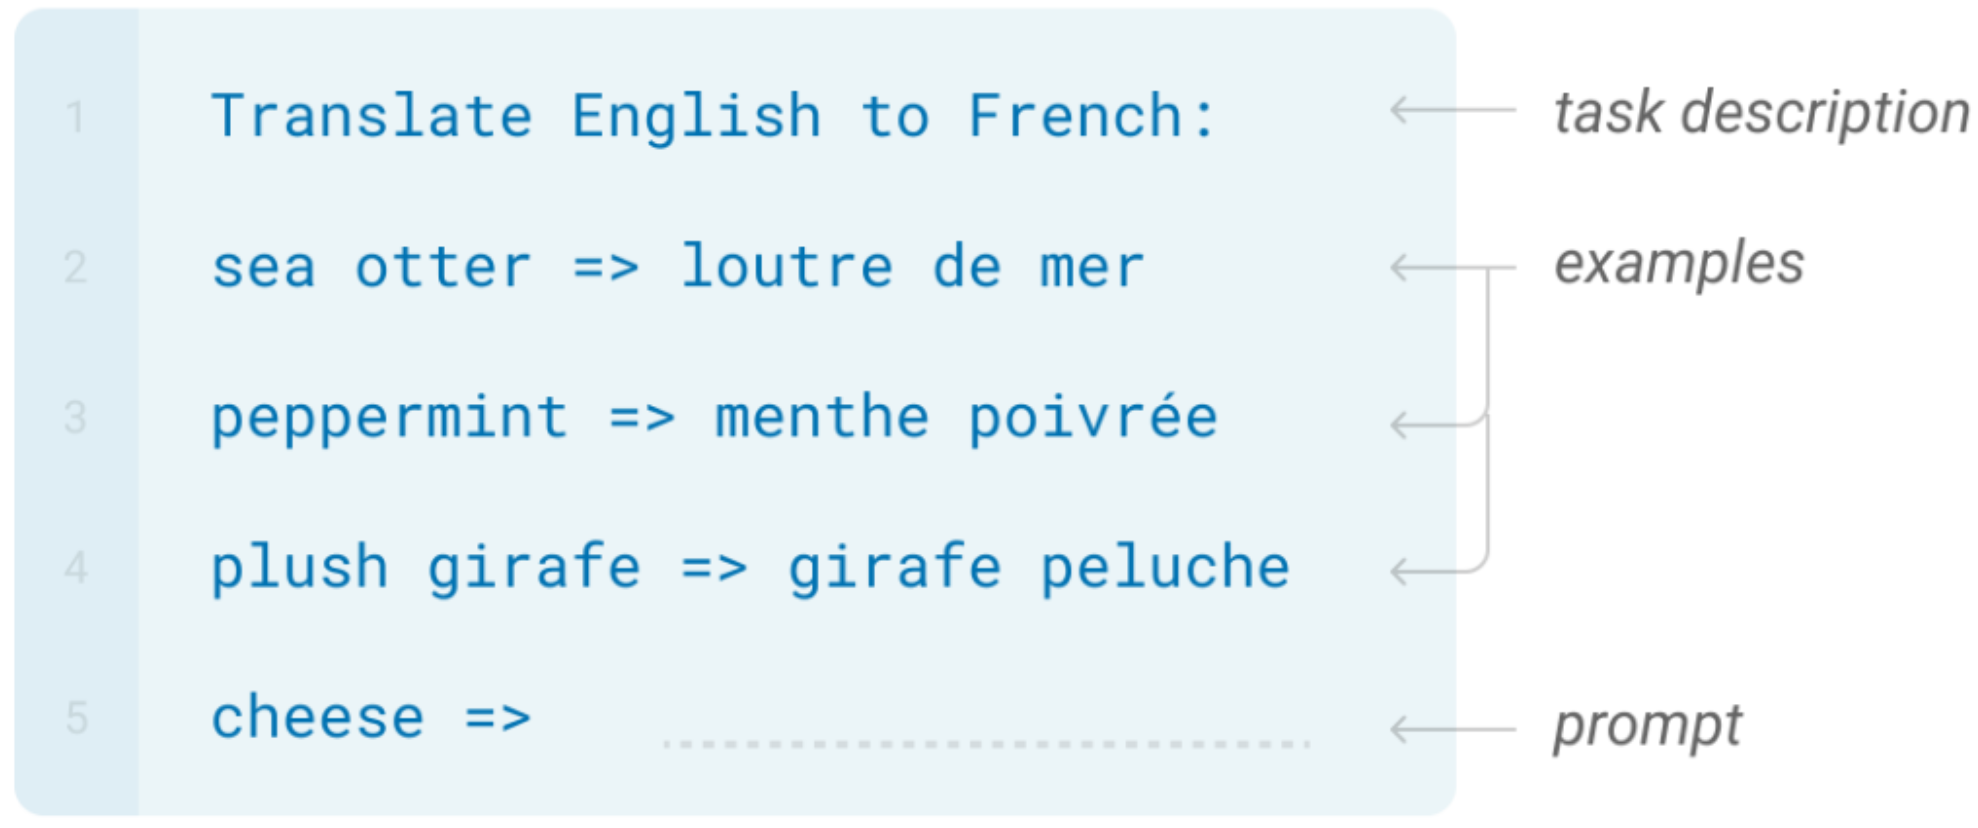 1 Translate English to French: task description
2 sea otter => loutre de mer examples
3 peppermint => menthe poivrée
4 plush girafe => girafe peluche
5 cheese => prompt